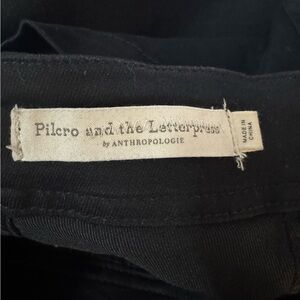 Pilcro and the Letterpress
by ANTHROPOLOGIE
MADE IN
CHINA